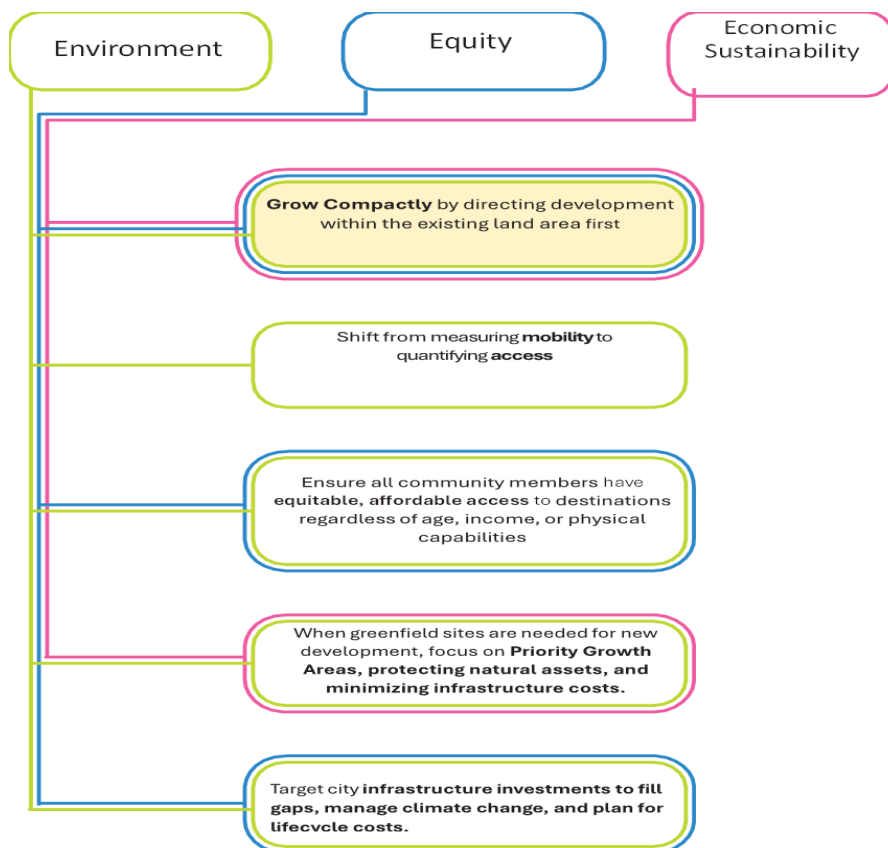 Environment
Equity
Economic
Sustainability
Grow Compactly by directing development
within the existing land area first
Shift from measuring mobility to
quantifying access
Ensure all community members have
equitable, affordable access to destinations
regardless of age, income, or physical
capabilities
When greenfield sites are needed for new
development, focus on Priority Growth
Areas, protecting natural assets, and
minimizing infrastructure costs.
Target city infrastructure investments to fill
gaps, manage climate change, and plan for
lifecycle costs.